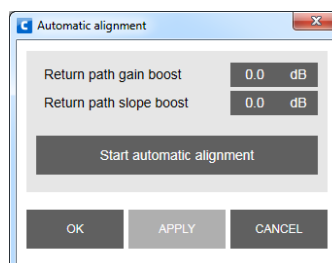 Automatic alignment
Return path gain boost 0.0 dB
Return path slope boost 0.0 dB
Start automatic alignment
OK APPLY CANCEL